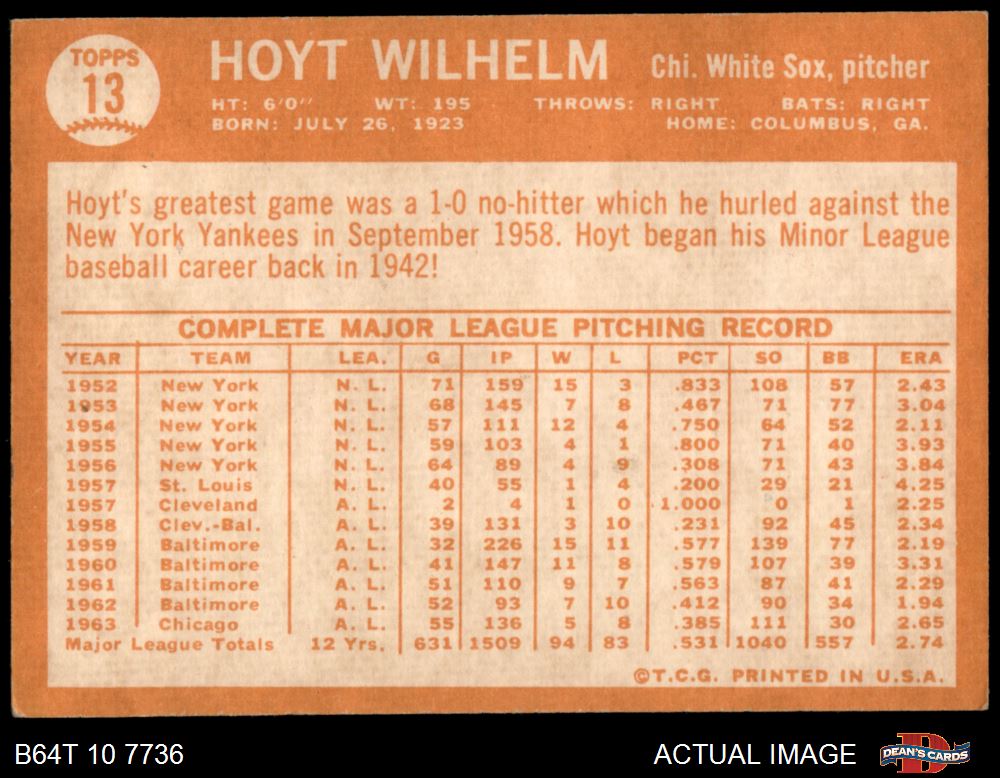 TOPPS
13
HOYT WILHELM Chi. White Sox, pitcher
HT: 6'0" WT: 195 THROWS: RIGHT BATS: RIGHT
BORN: JULY 26, 1923 HOME: COLUMBUS, GA.
Hoyt's greatest game was a 1-0 no-hitter which he hurled against the
New York Yankees in September 1958. Hoyt began his Minor League
baseball career back in 1942!
COMPLETE MAJOR LEAGUE PITCHING RECORD
YEAR TEAM LEA. G IP W L PCT SO BB ERA
1952 New York N. L. 71 159 15 3 .833 108 57 2.43
1953 New York N. L. 68 145 7 8 .467 71 77 3.04
1954 New York N. L. 57 111 12 4 .750 64 52 2.11
1955 New York N. L. 59 103 4 1 .800 71 40 3.93
1956 New York N. L. 64 89 4 9 .308 71 43 3.84
1957 St. Louis N. L. 40 55 1 4 .200 29 21 4.25
1957 Cleveland A. L. 2 4 1 0 1.000 0 1 2.25
1958 Clev.-Bal. A. L. 39 131 3 10 .231 92 45 2.34
1959 Baltimore A. L. 32 226 15 11 .577 139 77 2.19
1960 Baltimore A. L. 41 147 11 8 .579 107 39 3.31
1961 Baltimore A. L. 51 110 9 7 .563 87 41 2.29
1962 Baltimore A. L. 52 93 7 10 .412 90 34 1.94
1963 Chicago A. L. 55 136 5 8 .385 111 30 2.65
Major League Totals 12 Yrs. 631 1509 94 83 .531 1040 557 2.74
©T.C.G. PRINTED IN U.S.A.
B64T 10 7736 ACTUAL IMAGE DEAN'S CARDS